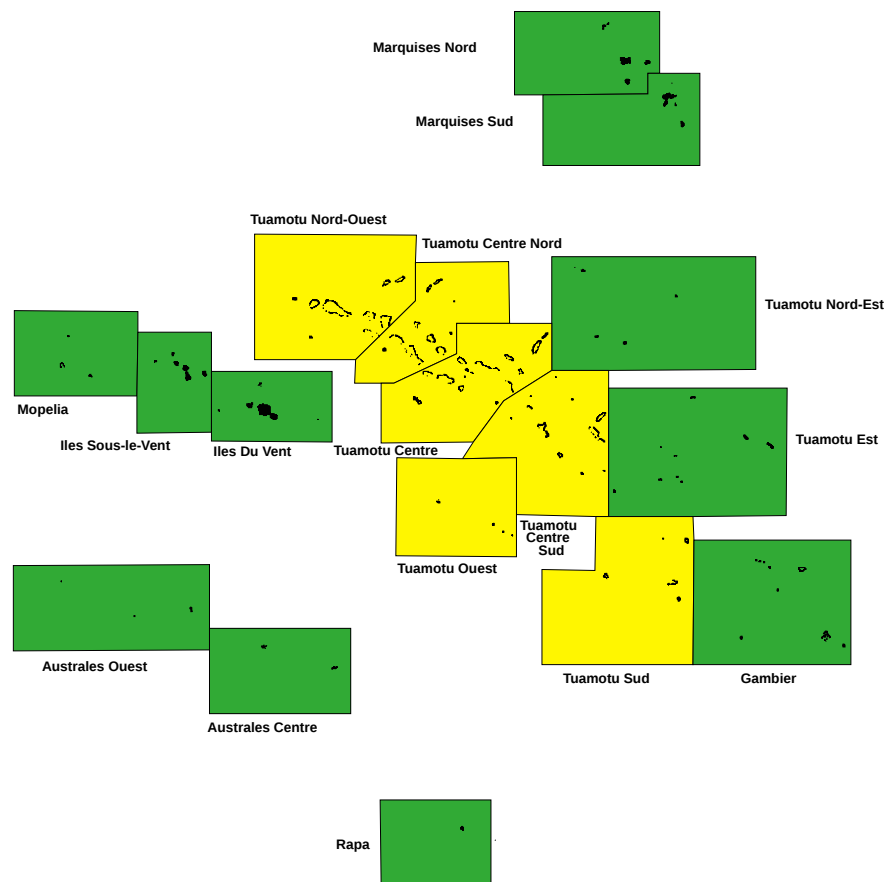 Marquises Nord
Marquises Sud
Tuamotu Nord-Ouest
Tuamotu Centre Nord
Tuamotu Nord-Est
Mopelia
Iles Sous-le-Vent
Iles Du Vent
Tuamotu Centre
Tuamotu Est
Tuamotu
Centre
Sud
Tuamotu Ouest
Australes Ouest
Tuamotu Sud
Gambier
Australes Centre
Rapa